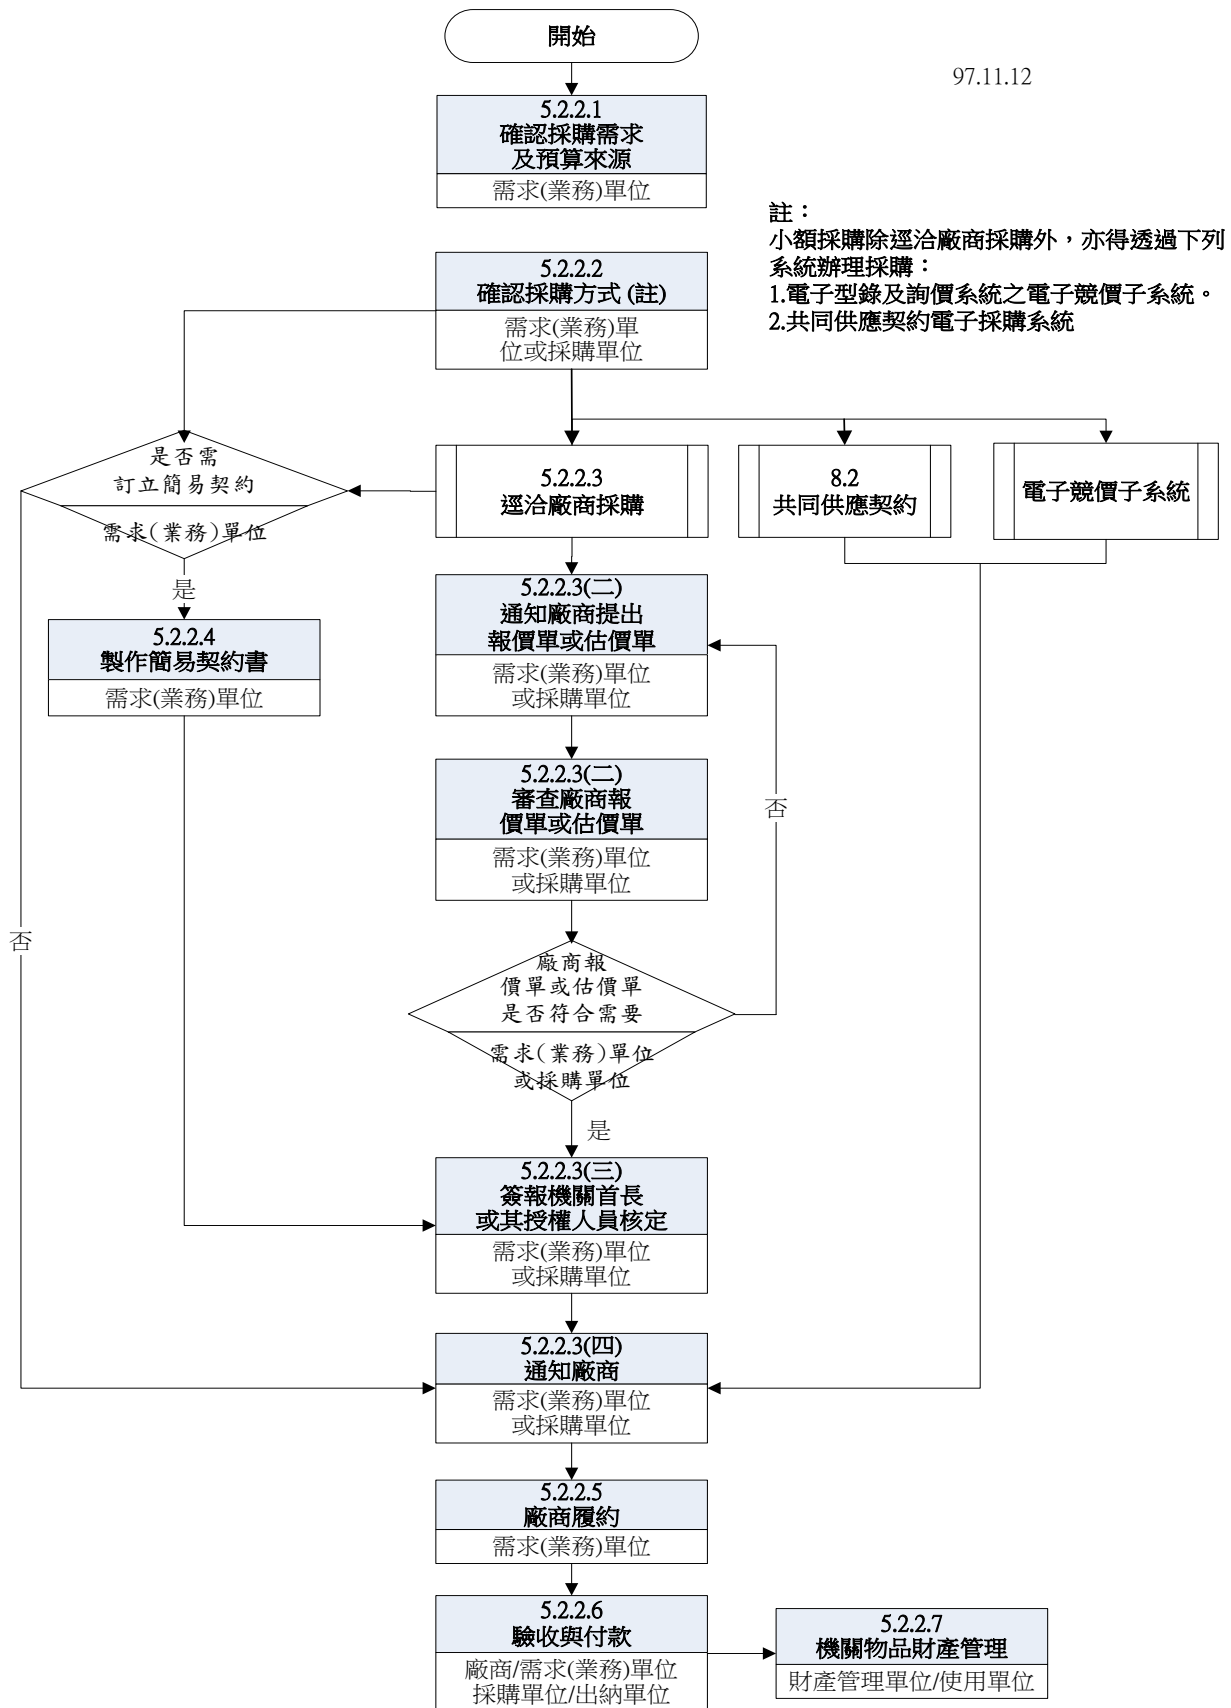 開始
97.11.12
5.2.2.1
確認採購需求
及預算來源
需求(業務)單位
註：
小額採購除逕洽廠商採購外，亦得透過下列
系統辦理採購：
1.電子型錄及詢價系統之電子競價子系統。
2.共同供應契約電子採購系統
5.2.2.2
確認採購方式 (註)
需求(業務)單
位或採購單位
是否需
訂立簡易契約
需求(業務)單位
5.2.2.3
逕洽廠商採購
8.2
共同供應契約
電子競價子系統
是
5.2.2.4
製作簡易契約書
需求(業務)單位
5.2.2.3(二)
通知廠商提出
報價單或估價單
需求(業務)單位
或採購單位
5.2.2.3(二)
審查廠商報
價單或估價單
需求(業務)單位
或採購單位
否
否
廠商報
價單或估價單
是否符合需要
需求(業務)單位
或採購單位
是
5.2.2.3(三)
簽報機關首長
或其授權人員核定
需求(業務)單位
或採購單位
5.2.2.3(四)
通知廠商
需求(業務)單位
或採購單位
5.2.2.5
廠商履約
需求(業務)單位
5.2.2.6
驗收與付款
廠商/需求(業務)單位
採購單位/出納單位
5.2.2.7
機關物品財產管理
財產管理單位/使用單位